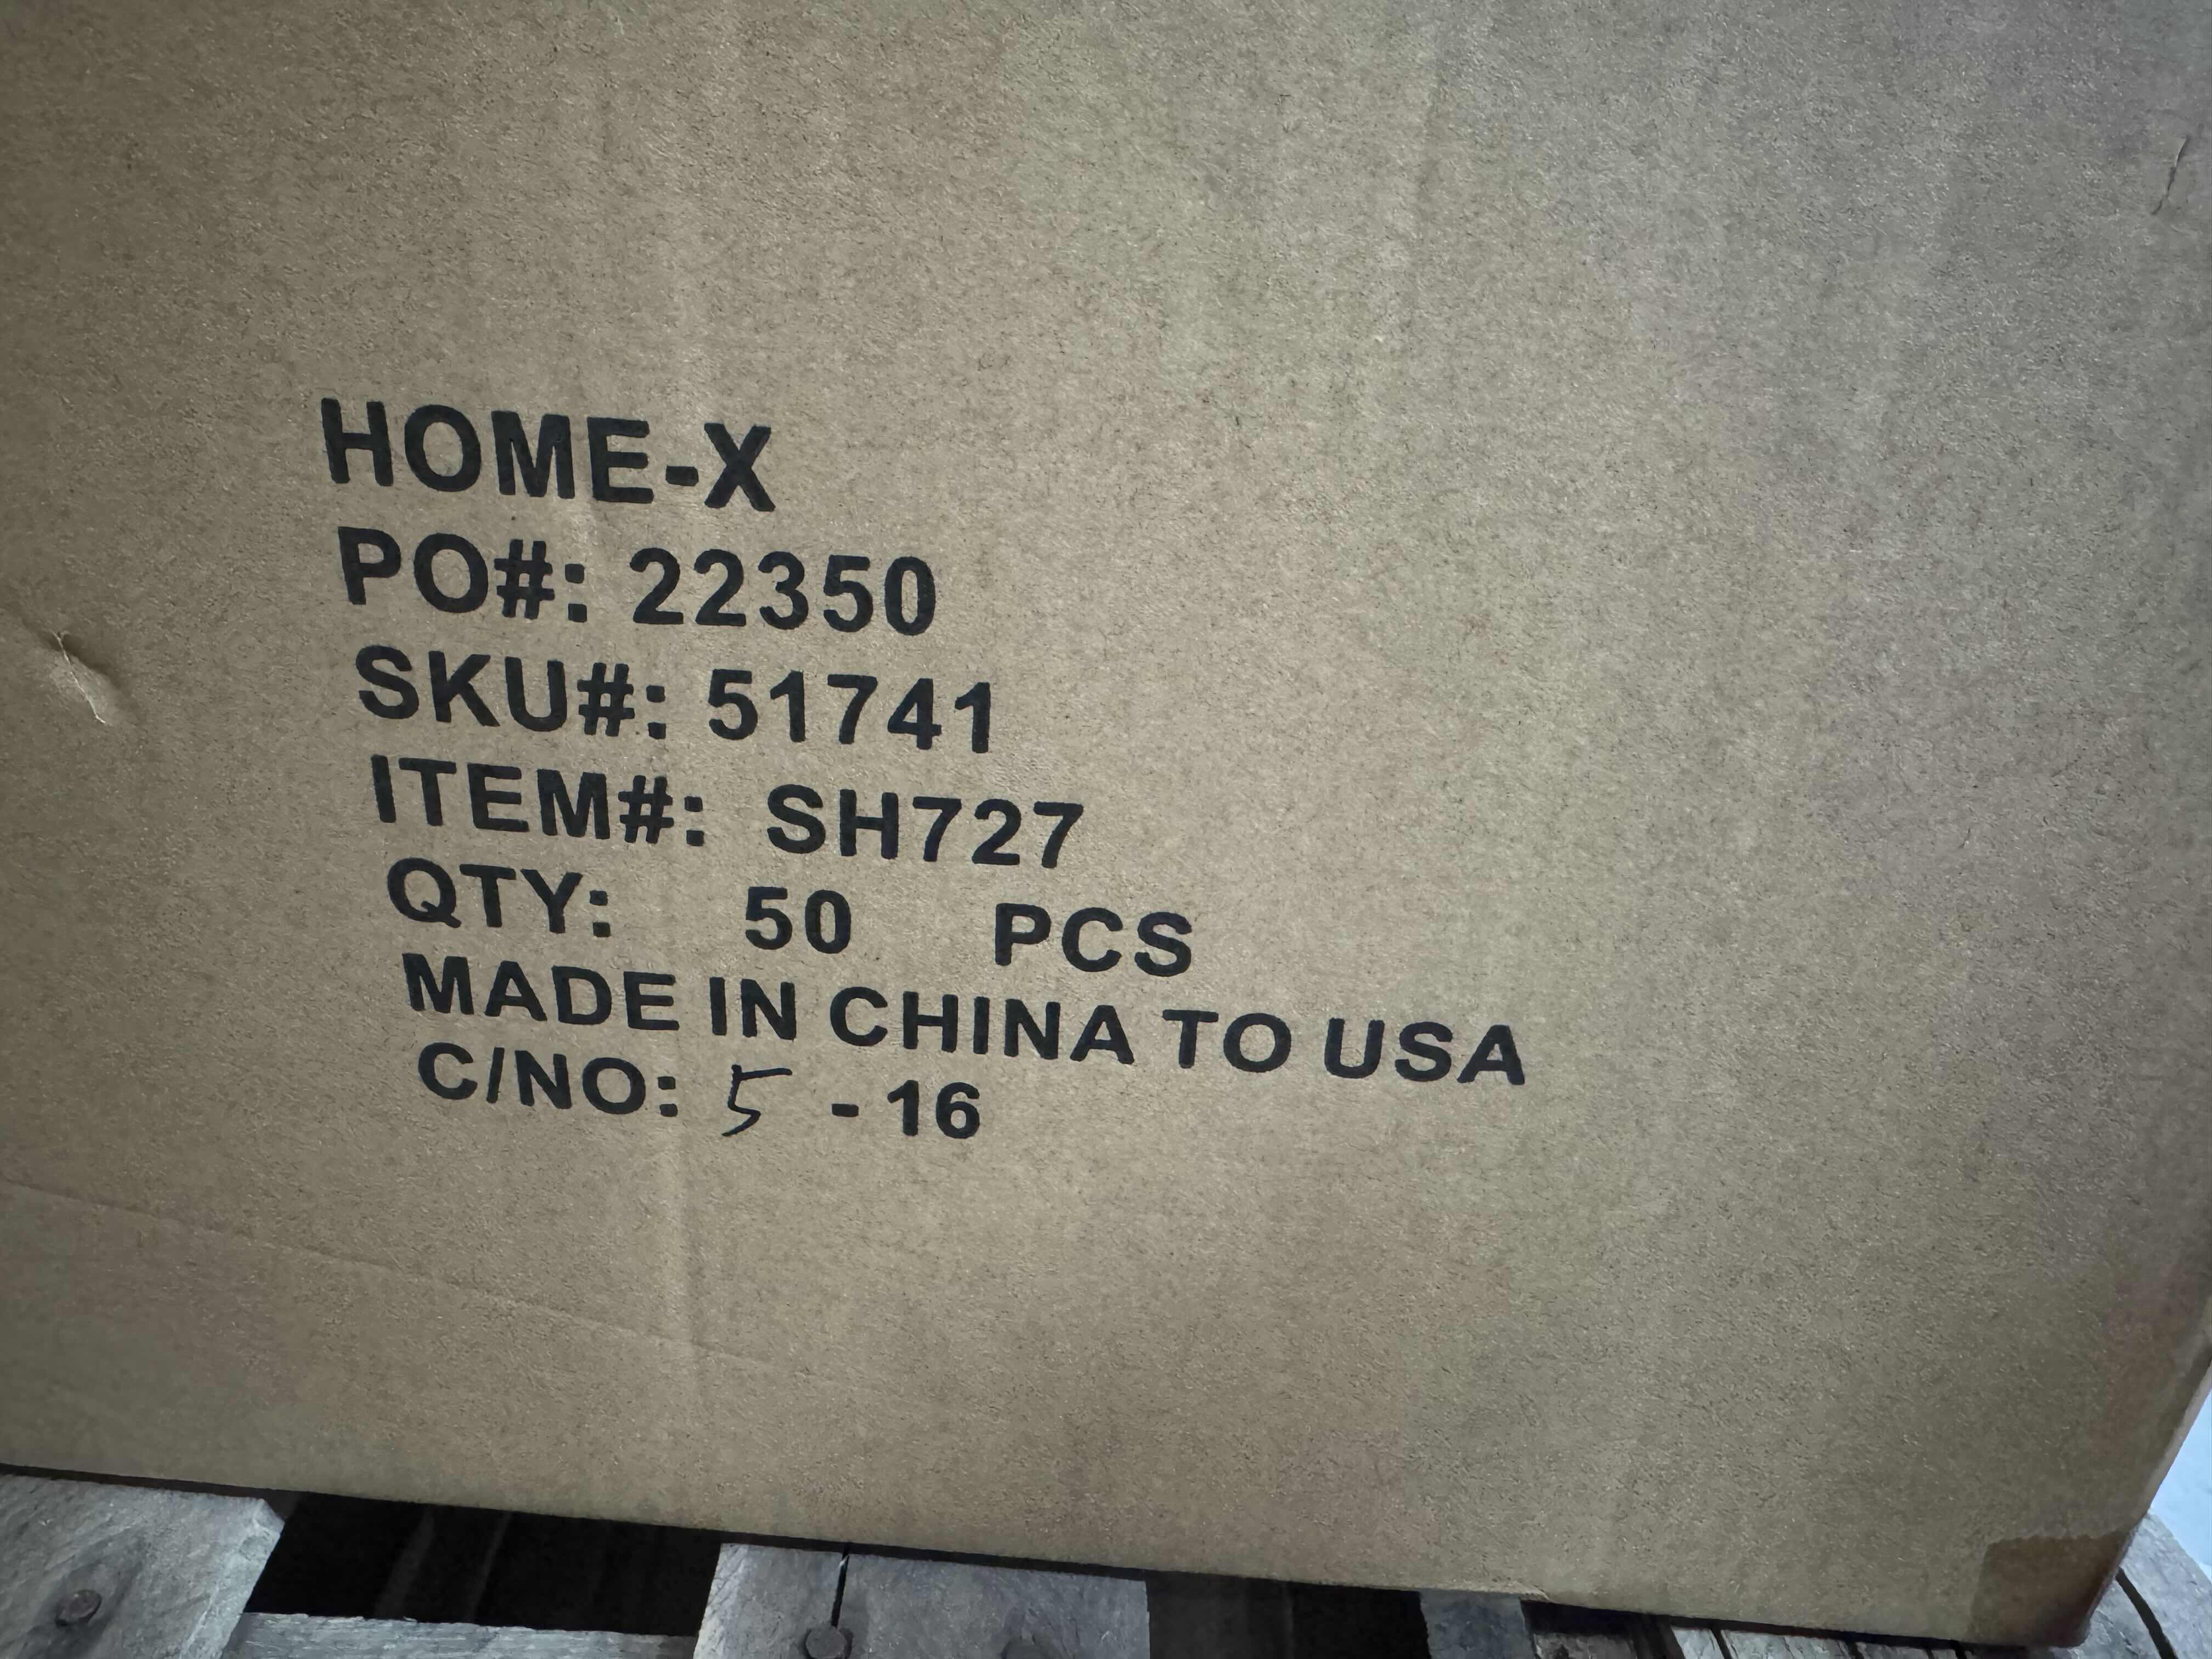 HOME-X
PO#: 22350
SKU#: 51741
ITEM#: SH727
QTY: 50 PCS
MADE IN CHINA TO USA
C/NO: 5 - 16